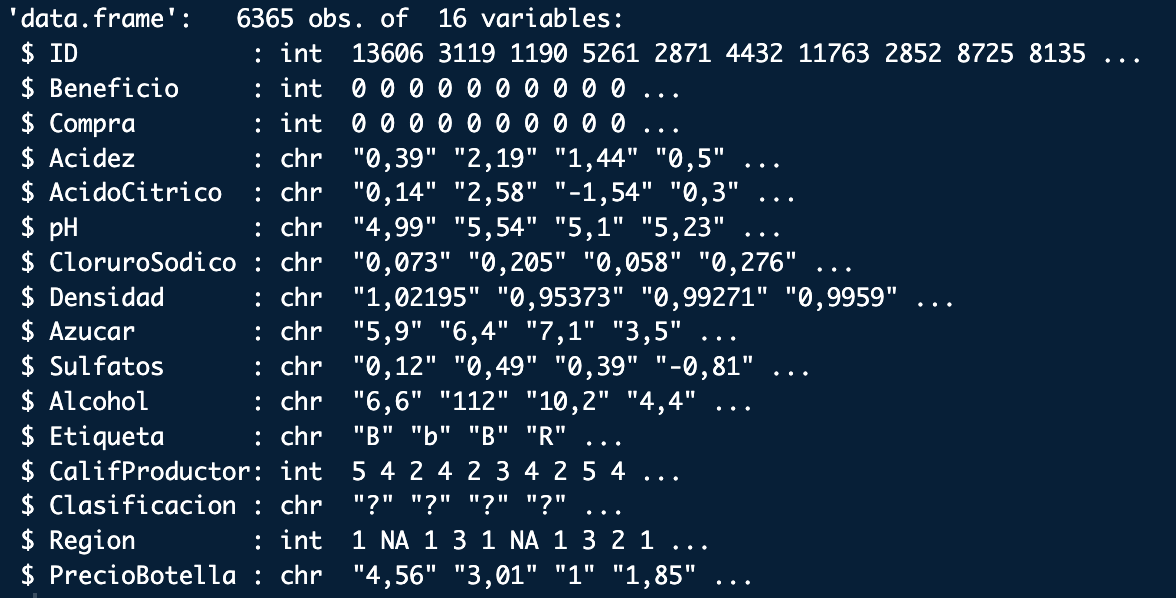 'data.frame':   6365 obs. of  16 variables:
 $ ID             : int  13606 3119 1190 5261 2871 4432 11763 2852 8725 8135 ...
 $ Beneficio      : int  0 0 0 0 0 0 0 0 0 0 ...
 $ Compra         : int  0 0 0 0 0 0 0 0 0 0 ...
 $ Acidez         : chr  "0,39" "2,19" "1,44" "0,5" ...
 $ AcidoCitrico   : chr  "0,14" "2,58" "-1,54" "0,3" ...
 $ pH             : chr  "4,99" "5,54" "5,1" "5,23" ...
 $ CloruroSodico  : chr  "0,073" "0,205" "0,058" "0,276" ...
 $ Densidad       : chr  "1,02195" "0,95373" "0,99271" "0,9959" ...
 $ Azucar         : chr  "5,9" "6,4" "7,1" "3,5" ...
 $ Sulfatos       : chr  "0,12" "0,49" "0,39" "-0,81" ...
 $ Alcohol        : chr  "6,6" "112" "10,2" "4,4" ...
 $ Etiqueta       : chr  "B" "b" "B" "R" ...
 $ CalifProductor: int  5 4 2 4 2 3 4 2 5 4 ...
 $ Clasificacion  : chr  "?" "?" "?" "?" ...
 $ Region         : int  1 NA 1 3 1 NA 1 3 2 1 ...
 $ PrecioBotella  : chr  "4,56" "3,01" "1" "1,85" ...